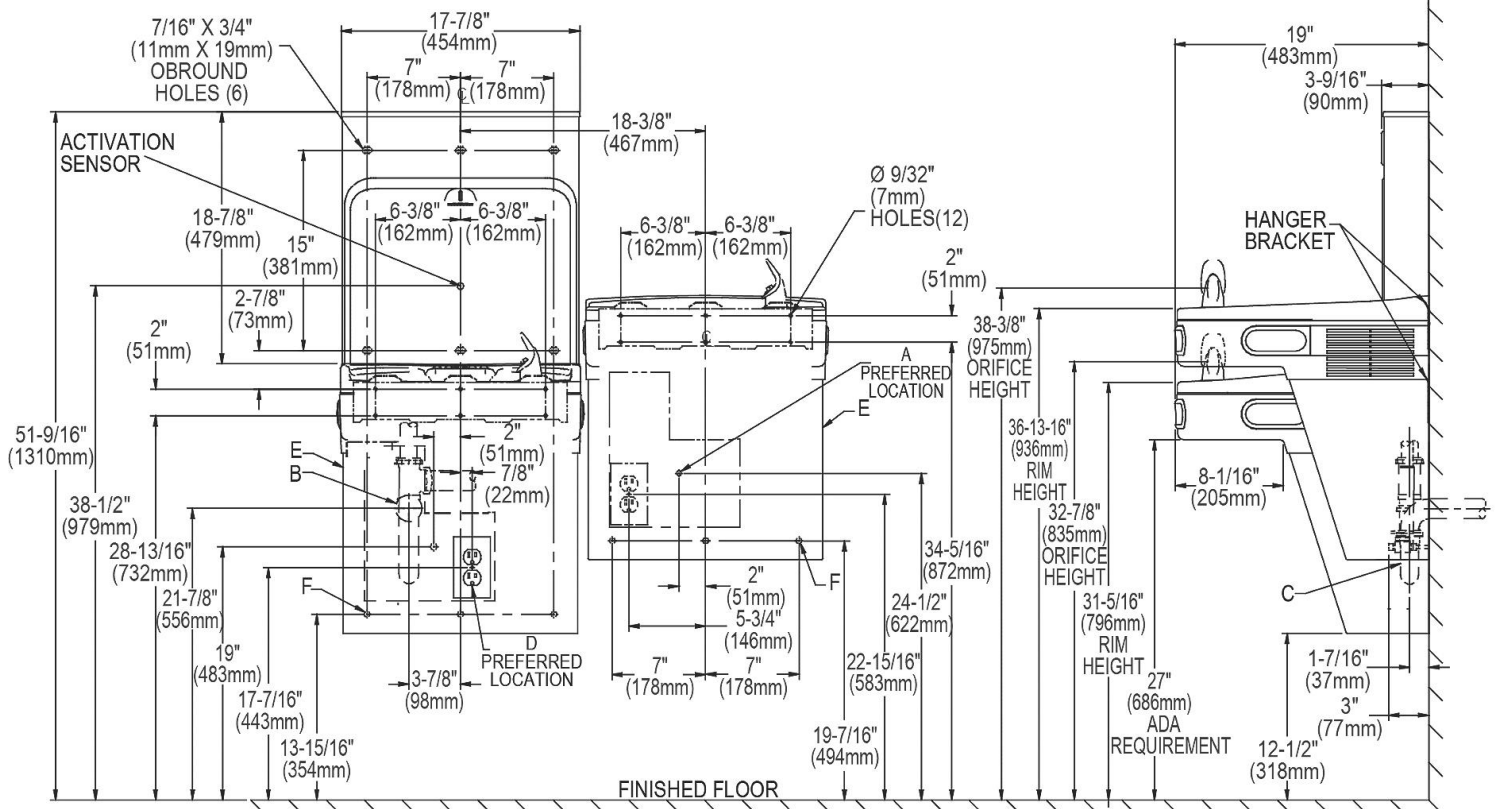 7/16" X 3/4"
(11mm X 19mm)
OBROUND
HOLES (6)
17-7/8"
(454mm)
7"
(178mm)
7"
(178mm)
℄
19"
(483mm)
3-9/16"
(90mm)
ACTIVATION
SENSOR
18-3/8"
(467mm)
Ø 9/32"
(7mm)
HOLES(12)
18-7/8"
(479mm)
15"
(381mm)
6-3/8"
(162mm)
6-3/8"
(162mm)
6-3/8"
(162mm)
6-3/8"
(162mm)
HANGER
BRACKET
2"
(51mm)
2-7/8"
(73mm)
2"
(51mm)
℄
38-3/8"
(975mm)
ORIFICE
HEIGHT
A
PREFERRED
LOCATION
E
51-9/16"
(1310mm)
E
B
2"
(51mm)
7/8"
(22mm)
36-13-16"
(936mm)
RIM
HEIGHT
8-1/16"
(205mm)
38-1/2"
(979mm)
32-7/8"
(835mm)
ORIFICE
HEIGHT
28-13/16"
(732mm)
34-5/16"
(872mm)
21-7/8"
(556mm)
F
2"
(51mm)
F
24-1/2"
(622mm)
31-5/16"
(796mm)
RIM
HEIGHT
C
5-3/4"
(146mm)
19"
(483mm)
D
PREFERRED
LOCATION
7"
(178mm)
7"
(178mm)
22-15/16"
(583mm)
1-7/16"
(37mm)
3-7/8"
(98mm)
17-7/16"
(443mm)
27"
(686mm)
ADA
REQUIREMENT
3"
(77mm)
13-15/16"
(354mm)
19-7/16"
(494mm)
12-1/2"
(318mm)
FINISHED FLOOR